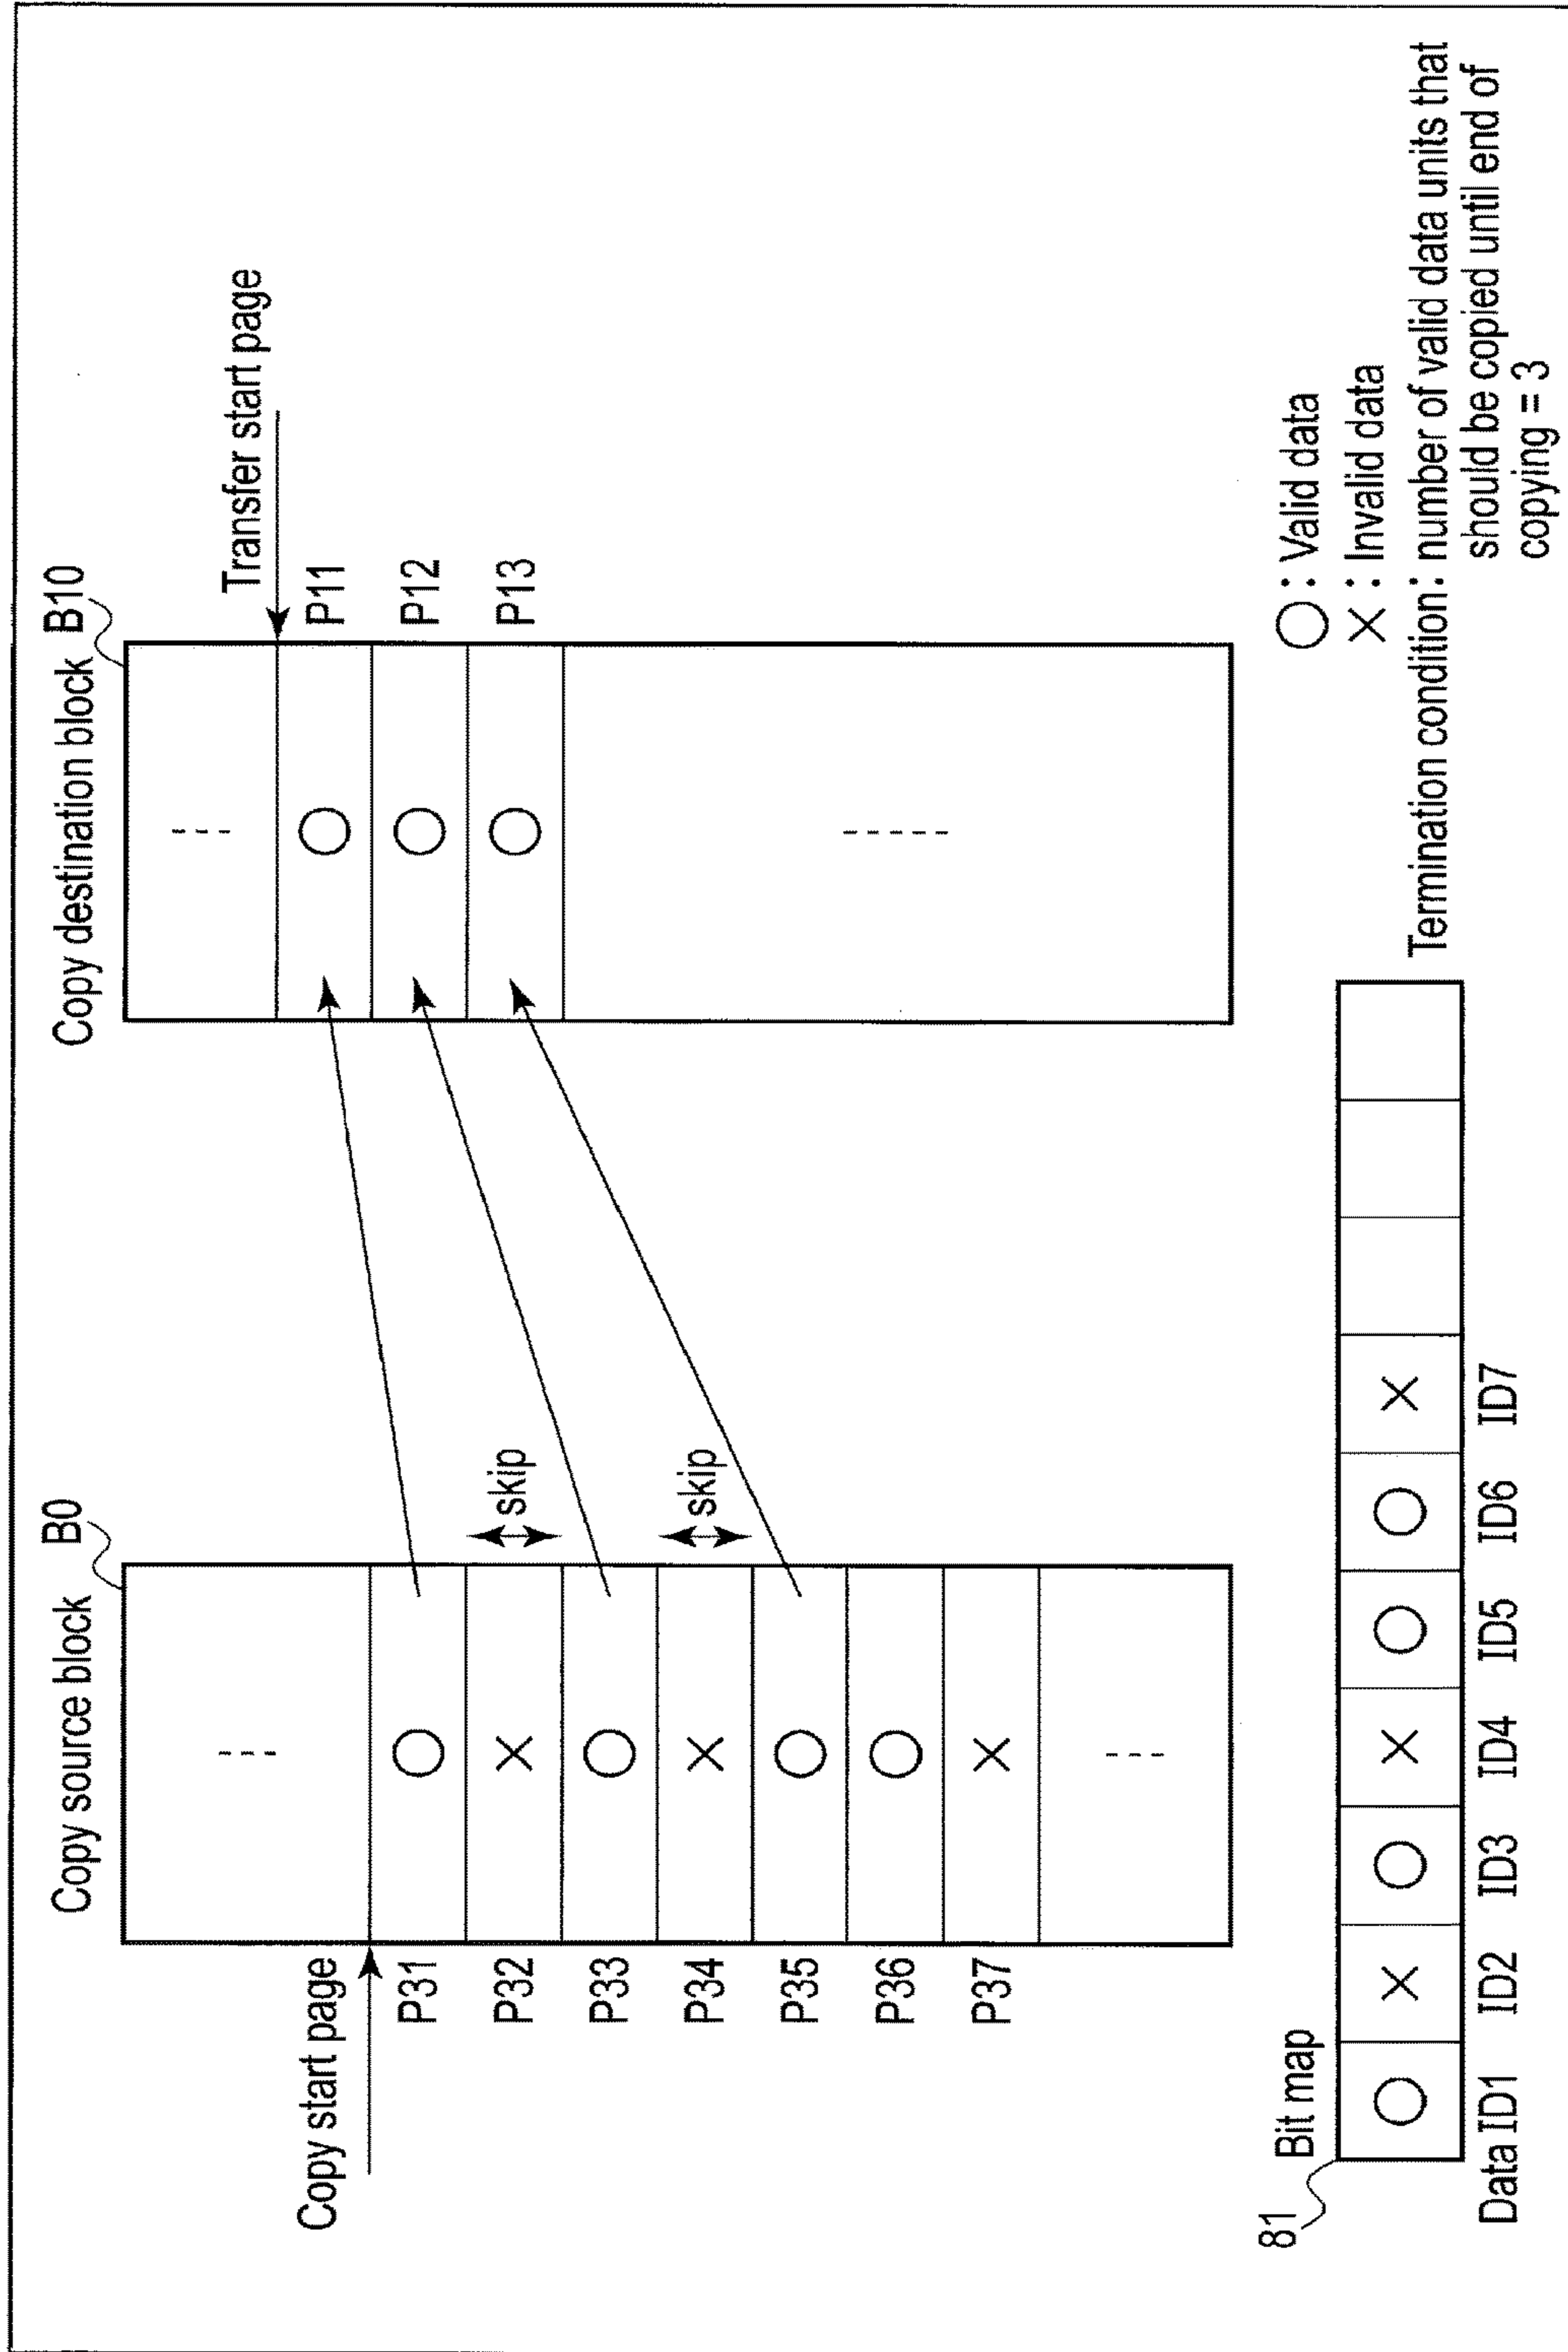 Copy source block
B0
Copy destination block
B10
Copy start page
Transfer start page
P31
P32
P33
P34
P35
P36
P37
skip
skip
P11
P12
P13
81
Bit map
Data ID1 ID2 ID3 ID4 ID5 ID6 ID7
○ : Valid data
× : Invalid data
Termination condition: number of valid data units that
should be copied until end of
copying = 3